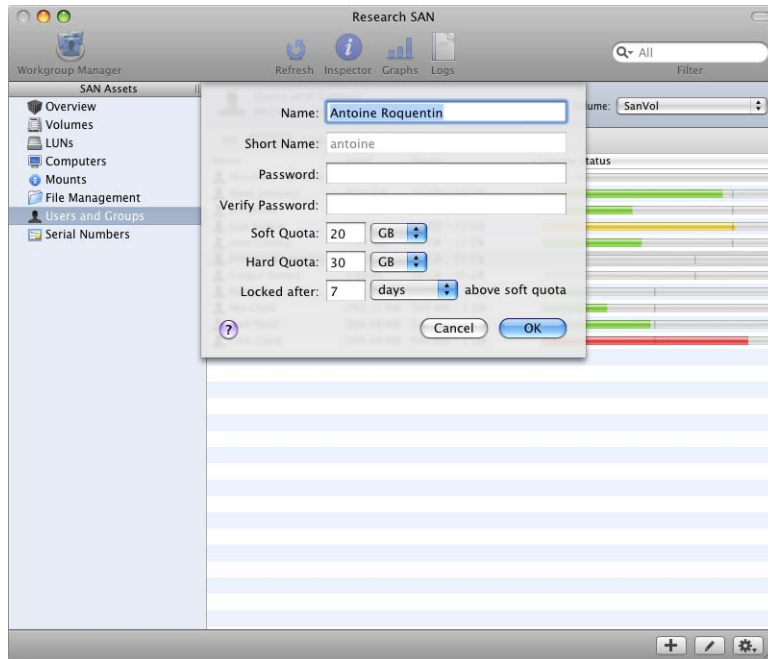 Research SAN
Workgroup Manager
Refresh Inspector Graphs Logs
All
Filter
SAN Assets
Overview
Volumes
LUNs
Computers
Mounts
File Management
Users and Groups
Serial Numbers
SanVol
Name: Antoine Roquentin
Short Name: antoine
Password:
Verify Password:
Soft Quota: 20 GB
Hard Quota: 30 GB
Locked after: 7 days above soft quota
? Cancel OK